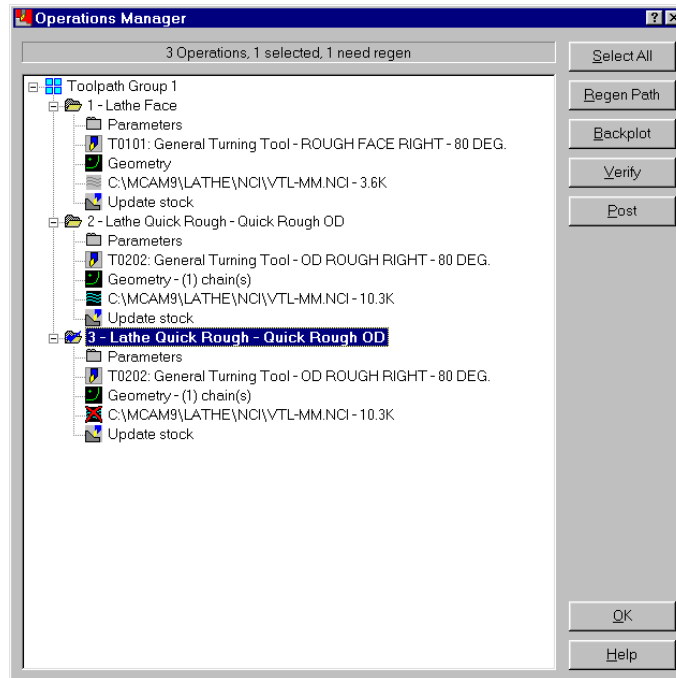 Operations Manager
3 Operations, 1 selected, 1 need regen
Select All
Toolpath Group 1
1 - Lathe Face
Regen Path
Parameters
T0101: General Turning Tool - ROUGH FACE RIGHT - 80 DEG.
Backplot
Geometry
C:\MCAM9\LATHE\NCI\VTL-MM.NCI - 3.6K
Verify
Update stock
2 - Lathe Quick Rough - Quick Rough OD
Post
Parameters
T0202: General Turning Tool - OD ROUGH RIGHT - 80 DEG.
Geometry - (1) chain(s)
C:\MCAM9\LATHE\NCI\VTL-MM.NCI - 10.3K
Update stock
3 - Lathe Quick Rough - Quick Rough OD
Parameters
T0202: General Turning Tool - OD ROUGH RIGHT - 80 DEG.
Geometry - (1) chain(s)
C:\MCAM9\LATHE\NCI\VTL-MM.NCI - 10.3K
Update stock
OK
Help